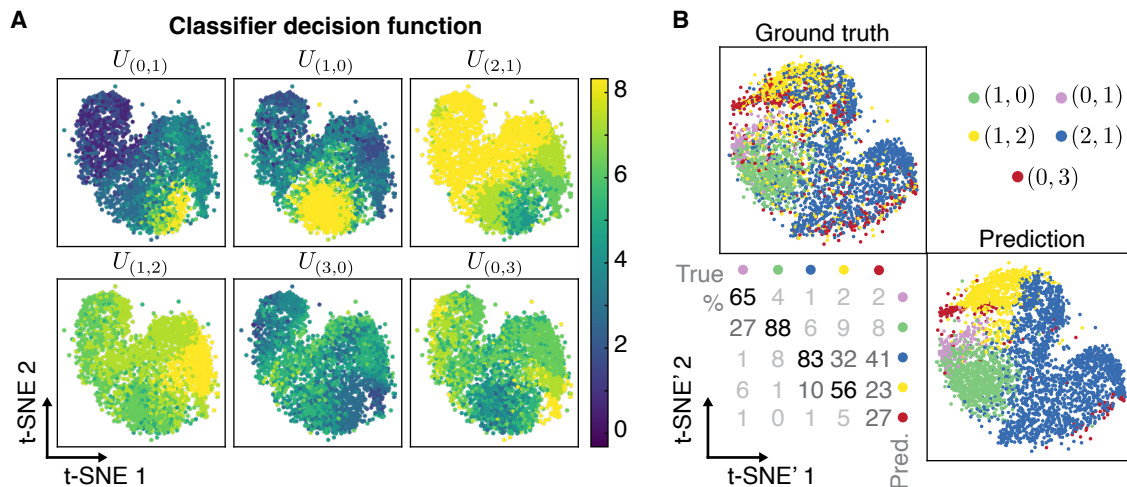 A
Classifier decision function
U(0,1)
U(1,0)
U(2,1)
U(1,2)
U(3,0)
U(0,3)
8
6
4
2
0
t-SNE 2
t-SNE 1
B
Ground truth
(1, 0)
(0, 1)
(1, 2)
(2, 1)
(0, 3)
Prediction
True
%
65 4 1 2 2
27 88 6 9 8
1 8 83 32 41
6 1 10 56 23
1 0 1 5 27
Pred.
t-SNE' 2
t-SNE' 1